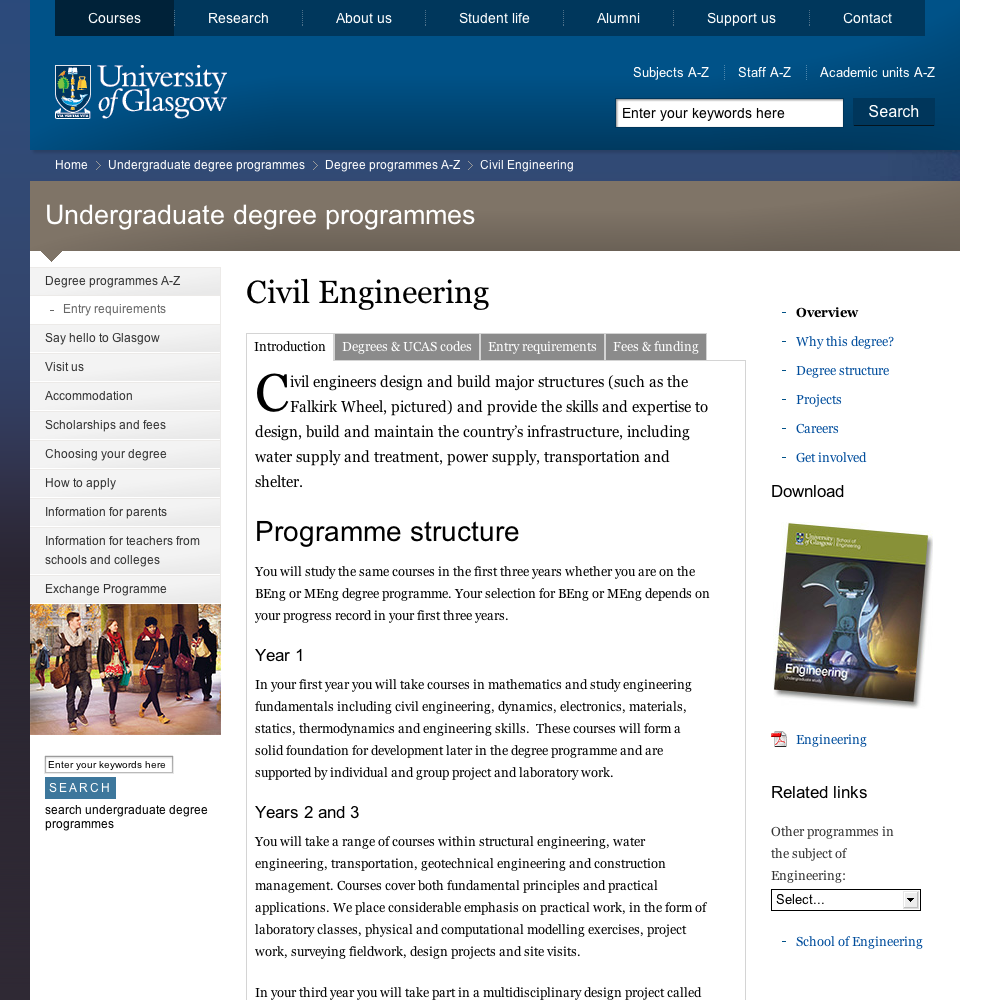 Courses
Research
About us
Student life
Alumni
Support us
Contact
University
of Glasgow
VIA VERITAS VITA
Subjects A-Z
Staff A-Z
Academic units A-Z
Enter your keywords here
Search
Home
Undergraduate degree programmes
Degree programmes A-Z
Civil Engineering
Undergraduate degree programmes
Degree programmes A-Z
- Entry requirements
Say hello to Glasgow
Visit us
Accommodation
Scholarships and fees
Choosing your degree
How to apply
Information for parents
Information for teachers from
schools and colleges
Exchange Programme
Enter your keywords here
SEARCH
search undergraduate degree
programmes
Civil Engineering
Introduction
Degrees & UCAS codes
Entry requirements
Fees & funding
Civil engineers design and build major structures (such as the
Falkirk Wheel, pictured) and provide the skills and expertise to
design, build and maintain the country’s infrastructure, including
water supply and treatment, power supply, transportation and
shelter.
Programme structure
You will study the same courses in the first three years whether you are on the
BEng or MEng degree programme. Your selection for BEng or MEng depends on
your progress record in your first three years.
Year 1
In your first year you will take courses in mathematics and study engineering
fundamentals including civil engineering, dynamics, electronics, materials,
statics, thermodynamics and engineering skills.  These courses will form a
solid foundation for development later in the degree programme and are
supported by individual and group project and laboratory work.
Years 2 and 3
You will take a range of courses within structural engineering, water
engineering, transportation, geotechnical engineering and construction
management. Courses cover both fundamental principles and practical
applications. We place considerable emphasis on practical work, in the form of
laboratory classes, physical and computational modelling exercises, project
work, surveying fieldwork, design projects and site visits.
In your third year you will take part in a multidisciplinary design project called
- Overview
- Why this degree?
- Degree structure
- Projects
- Careers
- Get involved
Download
University
of Glasgow
School of
Engineering
Engineering
Undergraduate study
Engineering
Related links
Other programmes in
the subject of
Engineering:
Select...
- School of Engineering